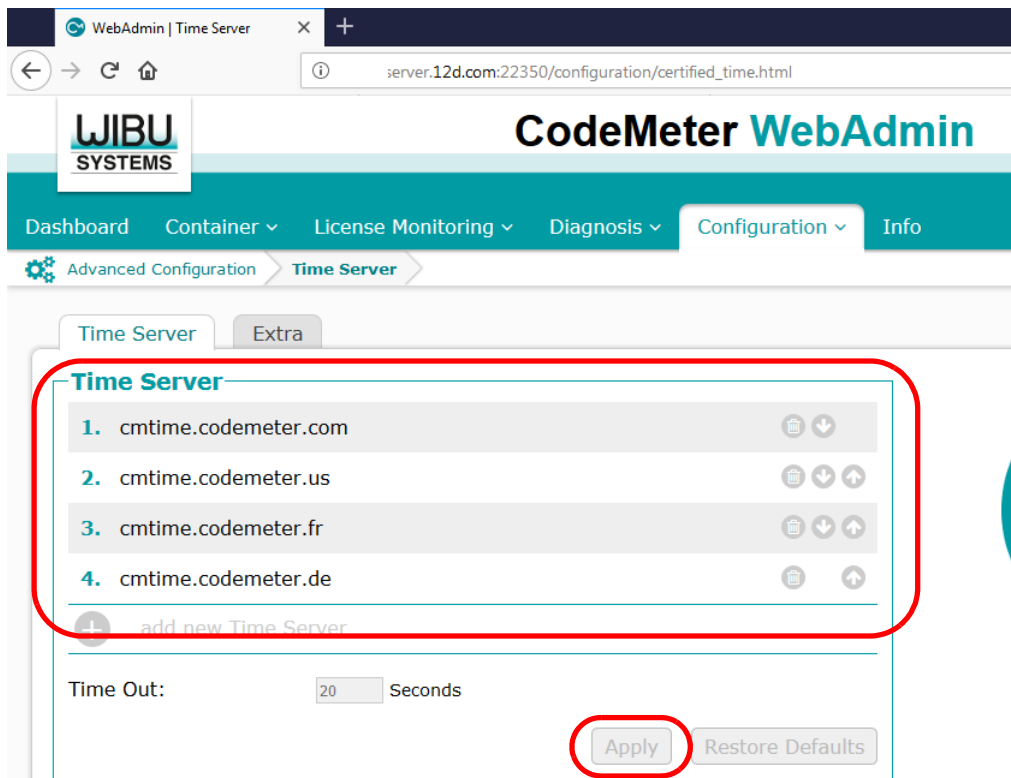 WebAdmin | Time Server
server.12d.com:22350/configuration/certified_time.html
WIBU
SYSTEMS
CodeMeter WebAdmin
Dashboard Container License Monitoring Diagnosis Configuration Info
Advanced Configuration Time Server
Time Server Extra
Time Server
1. cmtime.codemeter.com
2. cmtime.codemeter.us
3. cmtime.codemeter.fr
4. cmtime.codemeter.de
add new Time Server
Time Out: 20 Seconds
Apply Restore Defaults